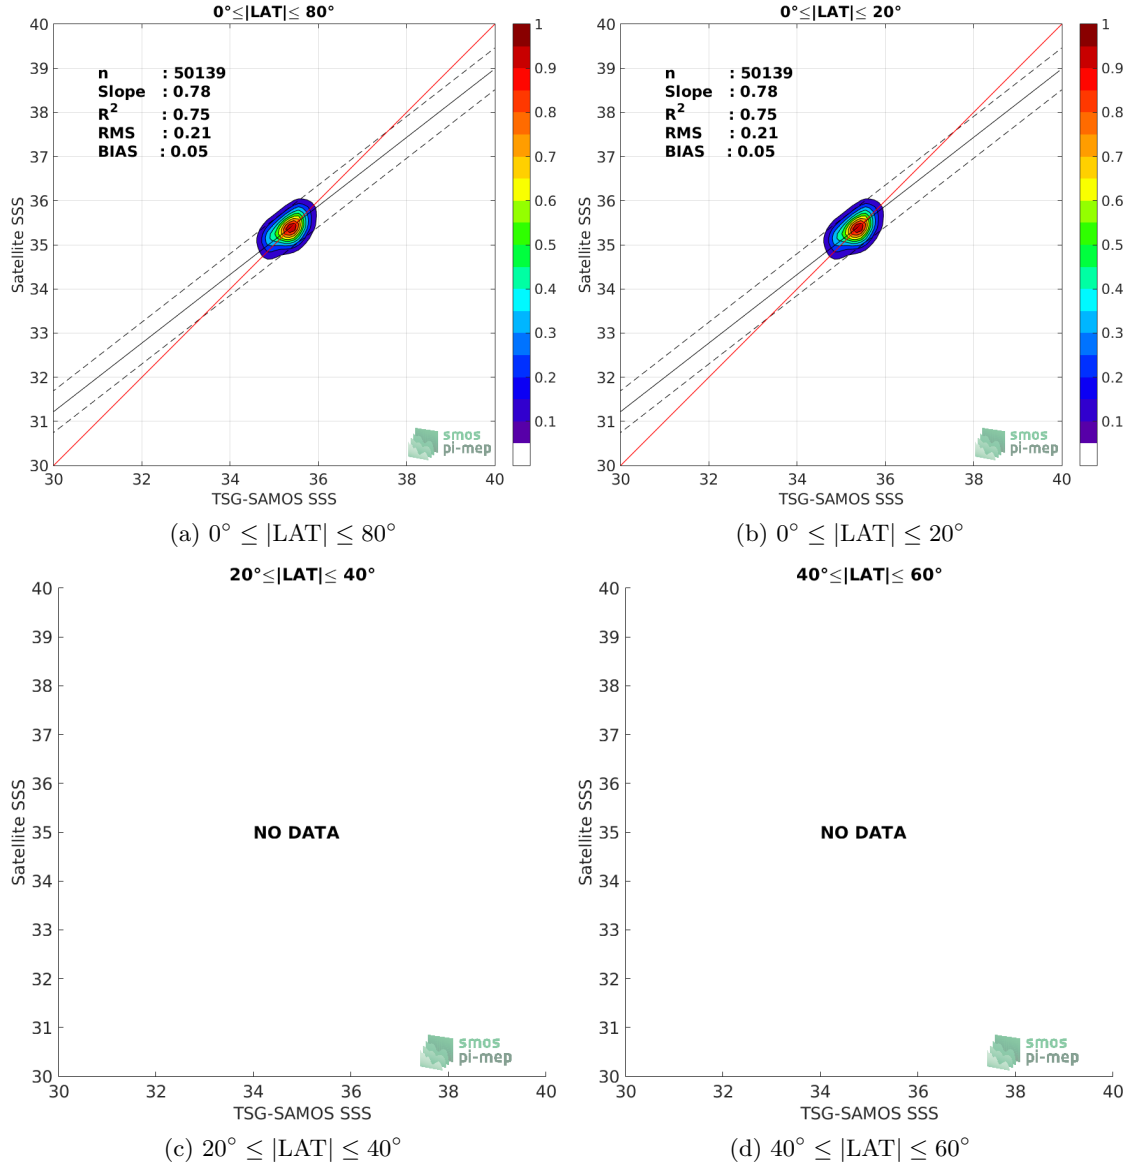 0°≤|LAT|≤ 80°
n : 50139
Slope : 0.78
R² : 0.75
RMS : 0.21
BIAS : 0.05
40
39
38
37
36
35
34
33
32
31
30
Satellite SSS
30 32 34 36 38 40
TSG-SAMOS SSS
1
0.9
0.8
0.7
0.6
0.5
0.4
0.3
0.2
0.1
smos
pi-mep
(a) 0° ≤ |LAT| ≤ 80°
0°≤|LAT|≤ 20°
n : 50139
Slope : 0.78
R² : 0.75
RMS : 0.21
BIAS : 0.05
40
39
38
37
36
35
34
33
32
31
30
Satellite SSS
30 32 34 36 38 40
TSG-SAMOS SSS
1
0.9
0.8
0.7
0.6
0.5
0.4
0.3
0.2
0.1
smos
pi-mep
(b) 0° ≤ |LAT| ≤ 20°
20°≤|LAT|≤ 40°
40
39
38
37
36
35
34
33
32
31
30
Satellite SSS
NO DATA
30 32 34 36 38 40
TSG-SAMOS SSS
smos
pi-mep
(c) 20° ≤ |LAT| ≤ 40°
40°≤|LAT|≤ 60°
40
39
38
37
36
35
34
33
32
31
30
Satellite SSS
NO DATA
30 32 34 36 38 40
TSG-SAMOS SSS
smos
pi-mep
(d) 40° ≤ |LAT| ≤ 60°